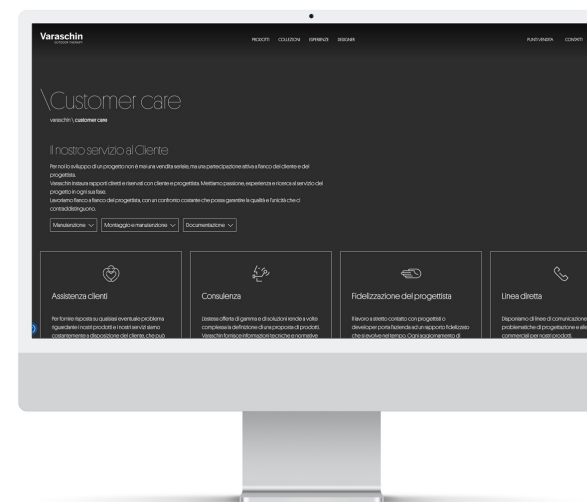 Varaschin
OUTDOOR THERAPY
PRODOTTI COLLEZIONI ESPERIENZE DESIGNER
PUNTI VENDITA CONTATTI
\Customer care
varaschin \ customer care
Il nostro servizio al Cliente
Per noi lo sviluppo di un progetto non è mai una vendita seriale, ma una partecipazione attiva a fianco del cliente e del
progettista.
Varaschin instaura rapporti diretti e riservati con cliente e progettista. Mettiamo passione, esperienza e ricerca al servizio del
progetto in ogni sua fase.
Lavoriamo fianco a fianco del progettista, con un confronto costante che possa garantire la qualità e l'unicità che ci
contraddistinguono.
Manutenzione
Montaggio e manutenzione
Documentazione
Assistenza clienti
Per fornire risposta su qualsiasi eventuale problema
riguardante i nostri prodotti e i nostri servizi siamo
costantemente a disposizione del cliente, che può
Consulenza
L'estese offerta di gamma e di soluzioni rende a volte
complessa la definizione di una proposta di prodotti.
Varaschin fornisce informazioni tecniche e normative
Fidelizzazione del progettista
Il lavoro a stretto contatto con progettisti o
developer porta l'azienda ad un rapporto fidelizzato
che si evolve nel tempo. Ogni aggiornamento di
Linea diretta
Disponiamo di linee di comunicazione
problematiche di progettazione e alle
commerciali per nostri prodotti.